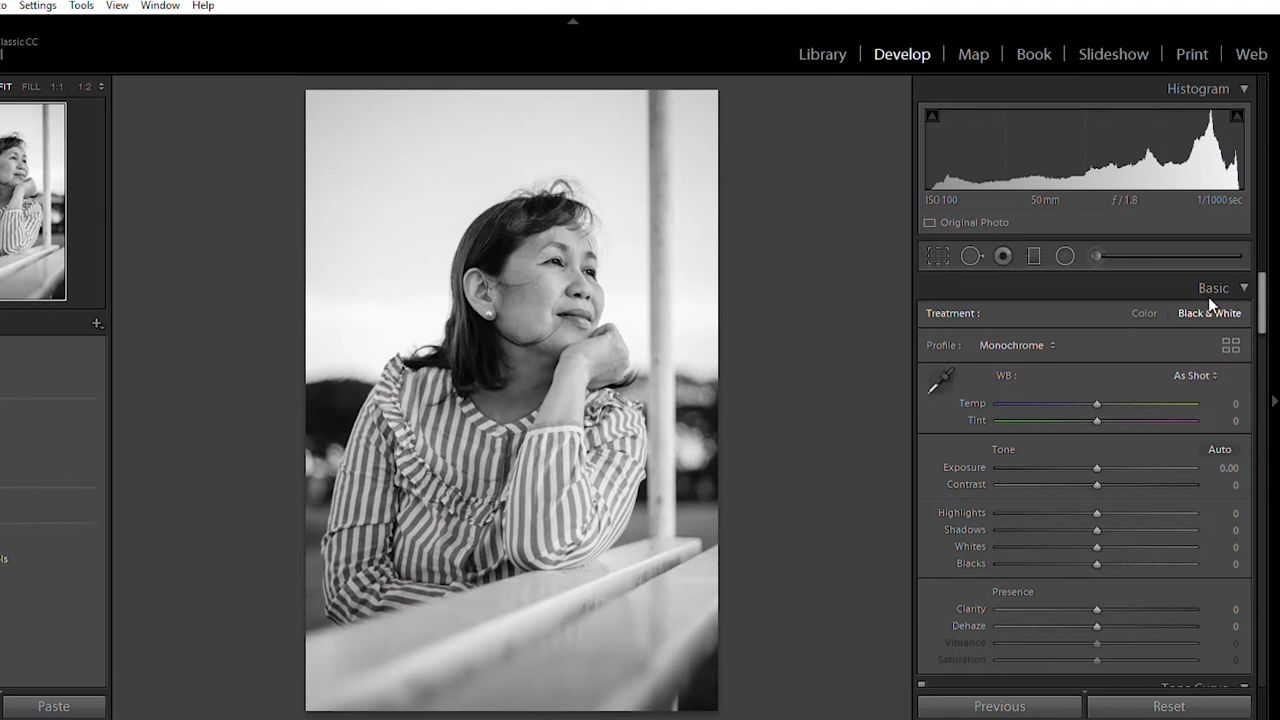 Settings Tools View Window Help
assic CC
Library | Develop | Map | Book | Slideshow | Print | Web
FIT FILL 1:1 1:2
Histogram
ISO 100 50 mm ƒ / 1.8 1/1000 sec
Original Photo
Basic
Treatment : Color Black & White
Profile : Monochrome
WB : As Shot
Temp 0
Tint 0
Tone Auto
Exposure 0.00
Contrast 0
Highlights 0
Shadows 0
Whites 0
Blacks 0
Presence
Clarity 0
Dehaze 0
Vibrance 0
Saturation 0
Tone Curve
Paste Previous Reset